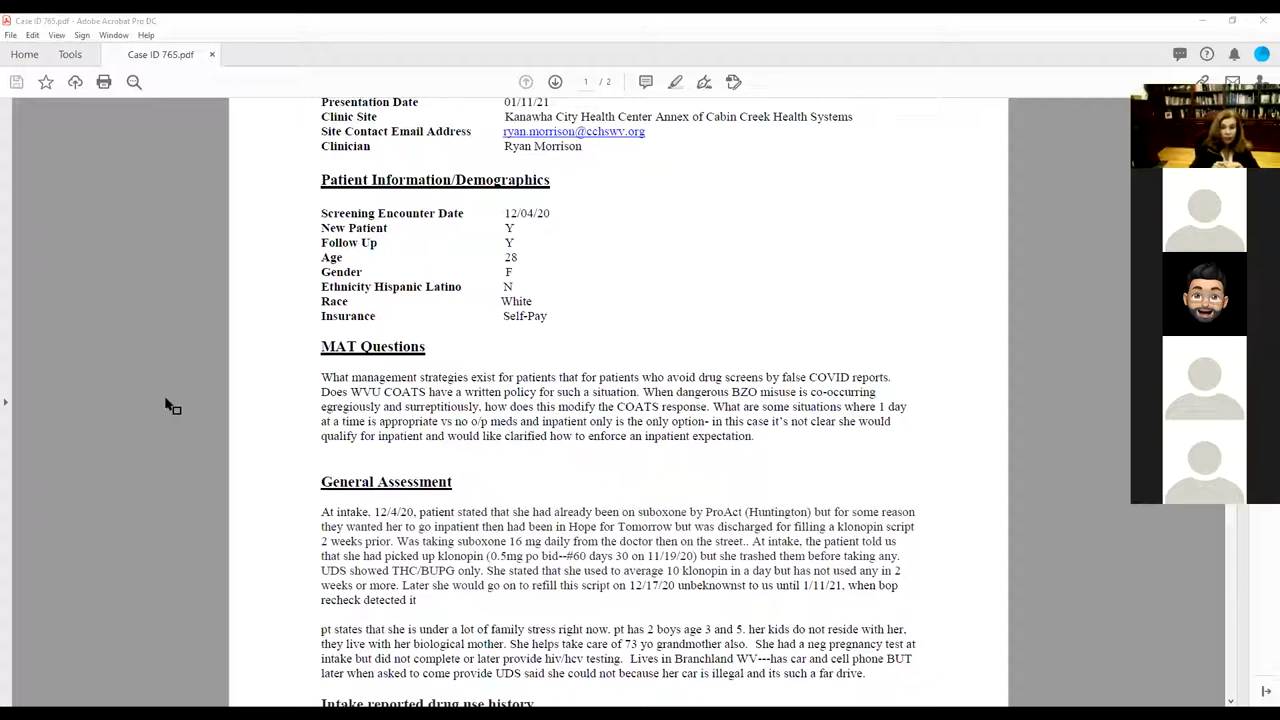 Case ID 765.pdf - Adobe Acrobat Pro DC
File Edit View Sign Window Help
Home Tools Case ID 765.pdf ×
1 / 2
Presentation Date 01/11/21
Clinic Site Kanawha City Health Center Annex of Cabin Creek Health Systems
Site Contact Email Address ryan.morrison@cchswv.org
Clinician Ryan Morrison
Patient Information/Demographics
Screening Encounter Date 12/04/20
New Patient Y
Follow Up Y
Age 28
Gender F
Ethnicity Hispanic Latino N
Race White
Insurance Self-Pay
MAT Questions
What management strategies exist for patients that for patients who avoid drug screens by false COVID reports.
Does WVU COATS have a written policy for such a situation. When dangerous BZO misuse is co-occurring
egregiously and surreptitiously, how does this modify the COATS response. What are some situations where 1 day
at a time is appropriate vs no o/p meds and inpatient only is the only option- in this case it's not clear she would
qualify for inpatient and would like clarified how to enforce an inpatient expectation.
General Assessment
At intake, 12/4/20, patient stated that she had already been on suboxone by ProAct (Huntington) but for some reason
they wanted her to go inpatient then had been in Hope for Tomorrow but was discharged for filling a klonopin script
2 weeks prior. Was taking suboxone 16 mg daily from the doctor then on the street.. At intake, the patient told us
that she had picked up klonopin (0.5mg po bid--#60 days 30 on 11/19/20) but she trashed them before taking any.
UDS showed THC/BUPG only. She stated that she used to average 10 klonopin in a day but has not used any in 2
weeks or more. Later she would go on to refill this script on 12/17/20 unbeknownst to us until 1/11/21, when bop
recheck detected it
pt states that she is under a lot of family stress right now. pt has 2 boys age 3 and 5. her kids do not reside with her,
they live with her biological mother. She helps take care of 73 yo grandmother also. She had a neg pregnancy test at
intake but did not complete or later provide hiv/hcv testing. Lives in Branchland WV---has car and cell phone BUT
later when asked to come provide UDS said she could not because her car is illegal and its such a far drive.
Intake reported drug use history